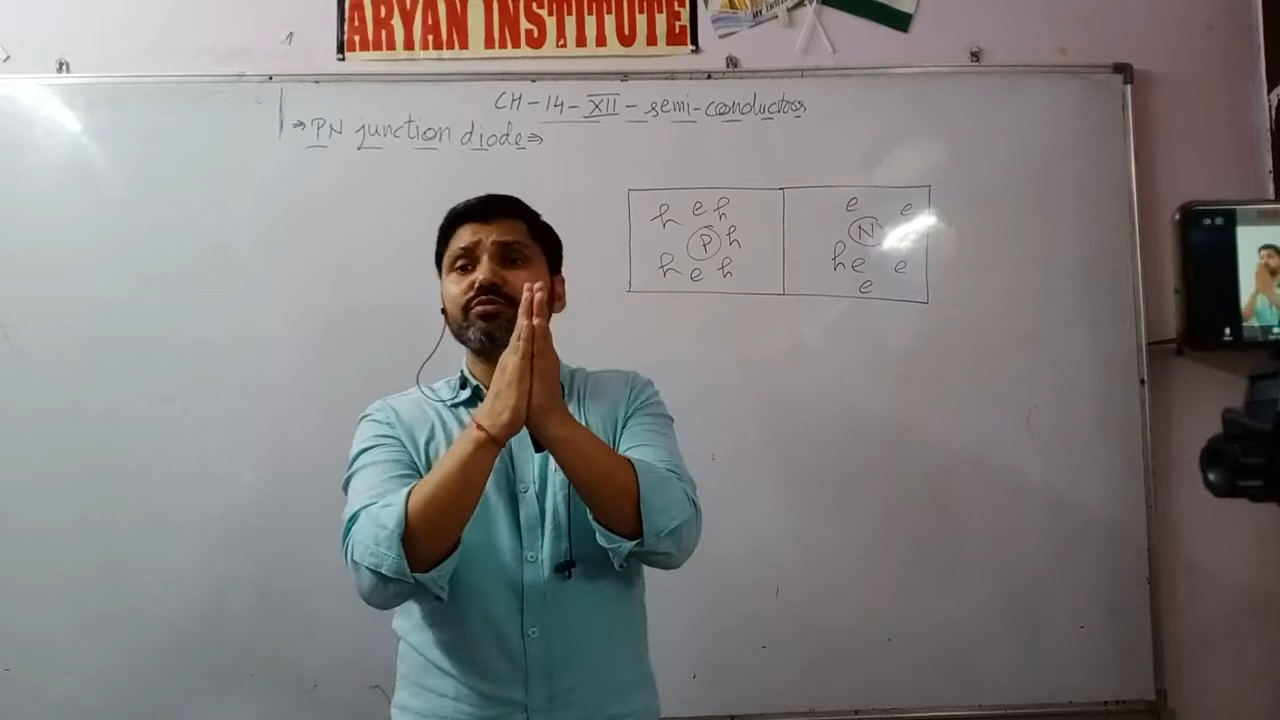 ARYAN INSTITUTE
CH-14-XII-semi-conductors
⇒ PN junction diode ⇒
h e h
P h
h e h
e e
N
h e e
e